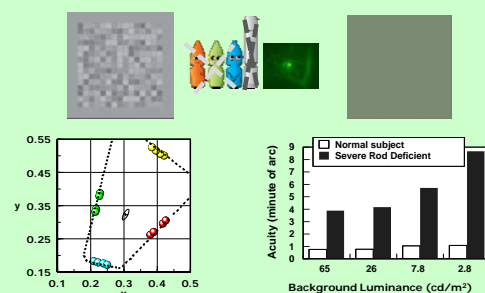 0.55
0.45
y
0.35
0.25
0.15
0.1 0.2 0.3 0.4 0.5
Normal subject
Severe Rod Deficient
Acuity (minute of arc)
9
8
7
6
5
4
3
2
1
0
65 26 7.8 2.8
Background Luminance (cd/m²)